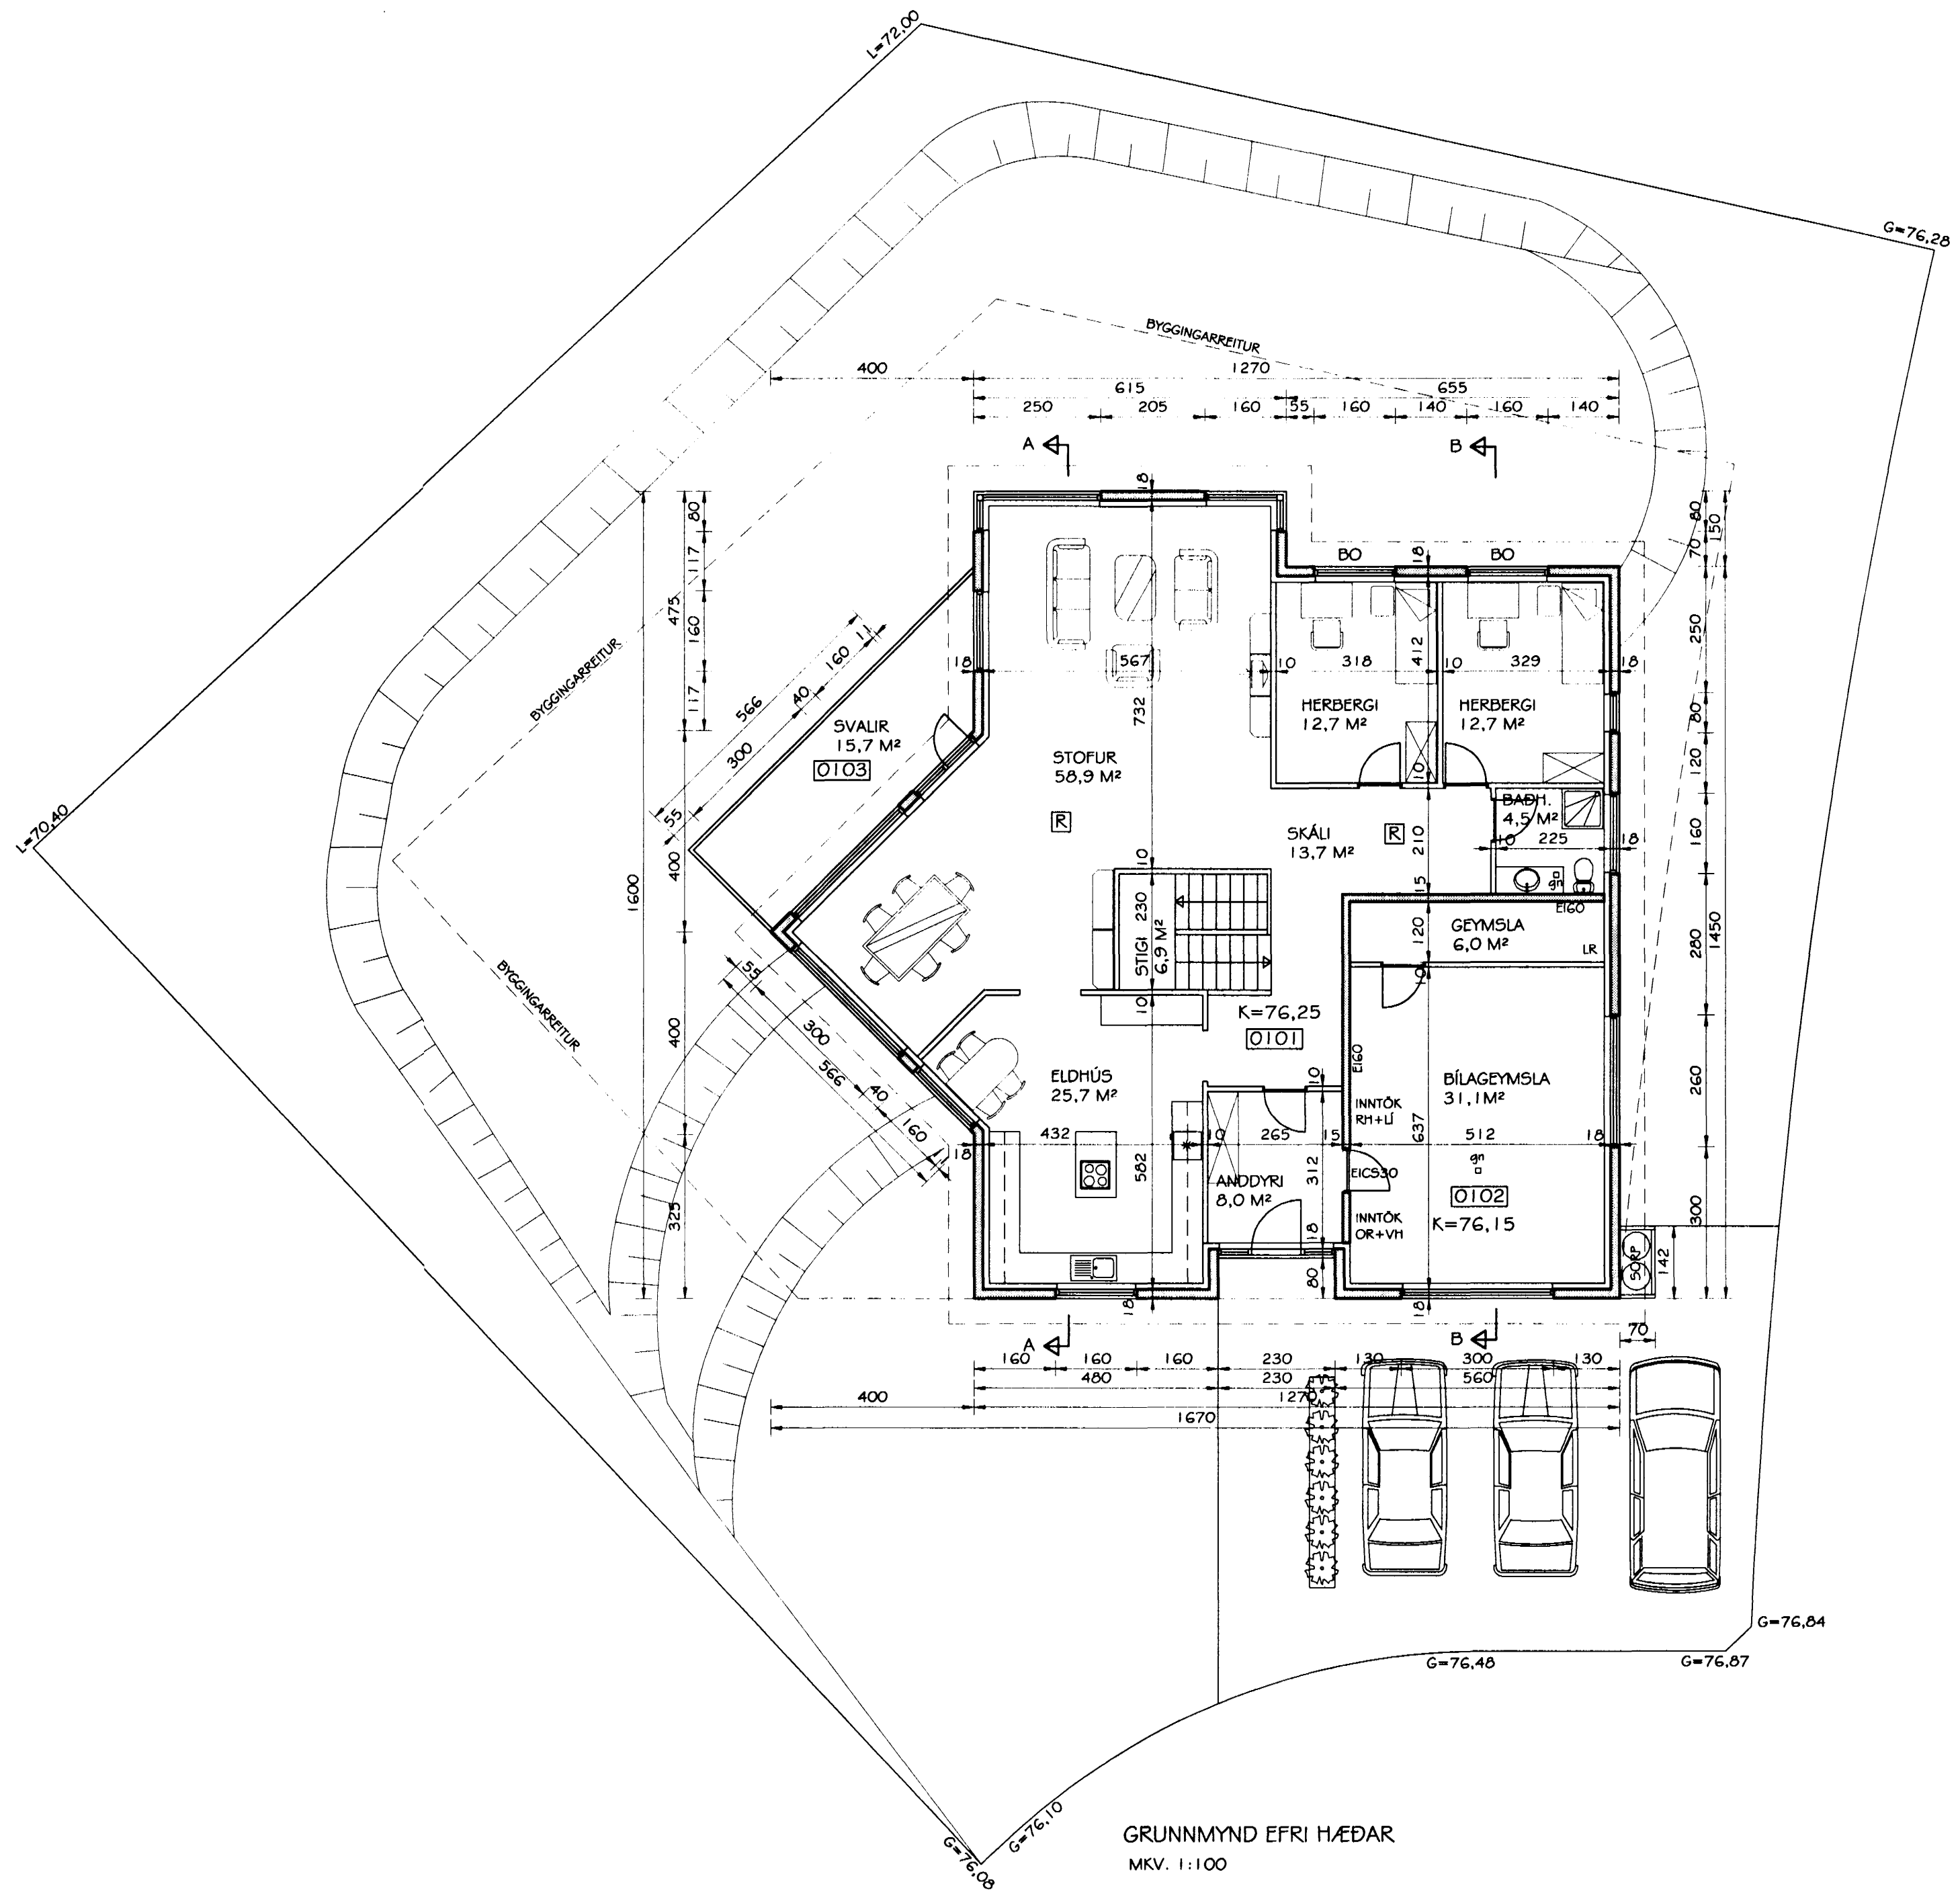 L=72,00
G=76,28
BYGGINGARREITUR
400
1270
615
655
250
205
160
55
160
140
160
140
A
B
18
BO
18
BO
80
117
475
160
117
80
70
150
BYGGINGARREITUR
566
160
11
40
300
55
18
567
10
318
412
10
329
18
250
SVALIR
15,7 M²
0103
732
HERBERGI
12,7 M²
HERBERGI
12,7 M²
80
STOFUR
58,9 M²
10
120
L=70,40
R
SKÁLI
13,7 M²
R
210
BAÐH.
4,5 M²
10
225
18
160
400
1600
10
15
gn
EI60
STIGI
6,9 M²
230
120
GEYMSLA
6,0 M²
LR
280
1450
BYGGINGARREITUR
55
10
10
K=76,25
0101
400
300
566
40
160
ELDHÚS
25,7 M²
10
EI60
BÍLAGEYMSLA
31,1M²
260
INNTÖK
RH+LÍ
637
18
432
10
265
15
512
18
582
312
gn
EICS30
ANDDYRI
8,0 M²
0102
325
300
INNTÖK
OR+VH
K=76,15
18
80
SORP
142
18
18
A
B
70
160
160
160
230
130
300
130
480
230
560
400
1270
1670
G=76,84
G=76,48
G=76,87
G=76,10
G=76,08
GRUNNMYND EFRI HÆÐAR
MKV. 1:100